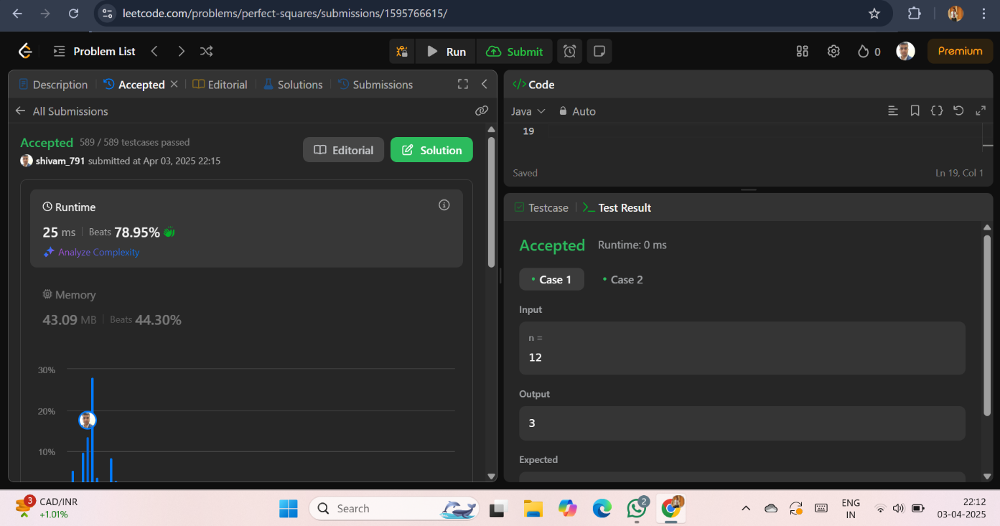 leetcode.com/problems/perfect-squares/submissions/1595766615/
Problem List
Run
Submit
0
Premium
Description
Accepted
Editorial
Solutions
Submissions
All Submissions
Accepted 589 / 589 testcases passed
shivam_791 submitted at Apr 03, 2025 22:15
Editorial
Solution
Runtime
25 ms Beats 78.95%
Analyze Complexity
Memory
43.09 MB Beats 44.30%
30%
20%
10%
</> Code
Java
Auto
19
Saved
Ln 19, Col 1
Testcase
Test Result
Accepted Runtime: 0 ms
Case 1
Case 2
Input
n =
12
Output
3
Expected
3
CAD/INR
+1.01%
Search
2
ENG
IN
22:12
03-04-2025